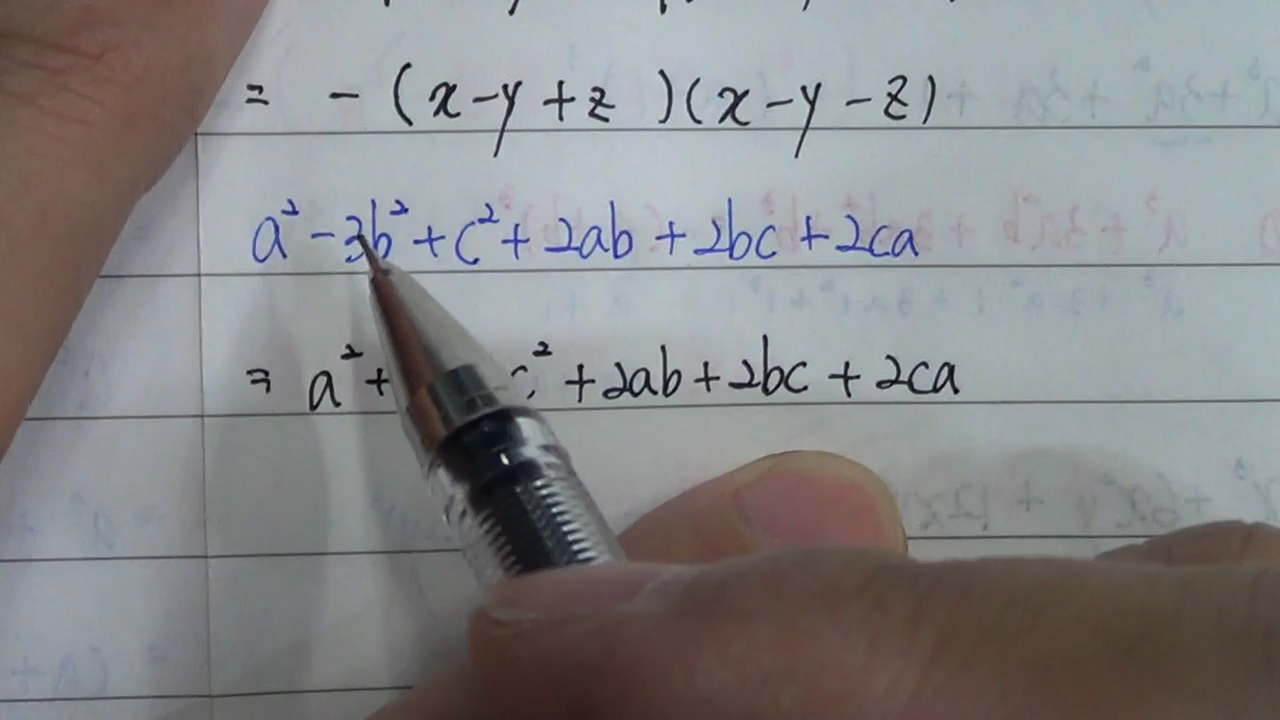 = - (x-y+z)(x-y-z)
a² - 3b² + c² + 2ab + 2bc + 2ca
= a² + c² + 2ab + 2bc + 2ca